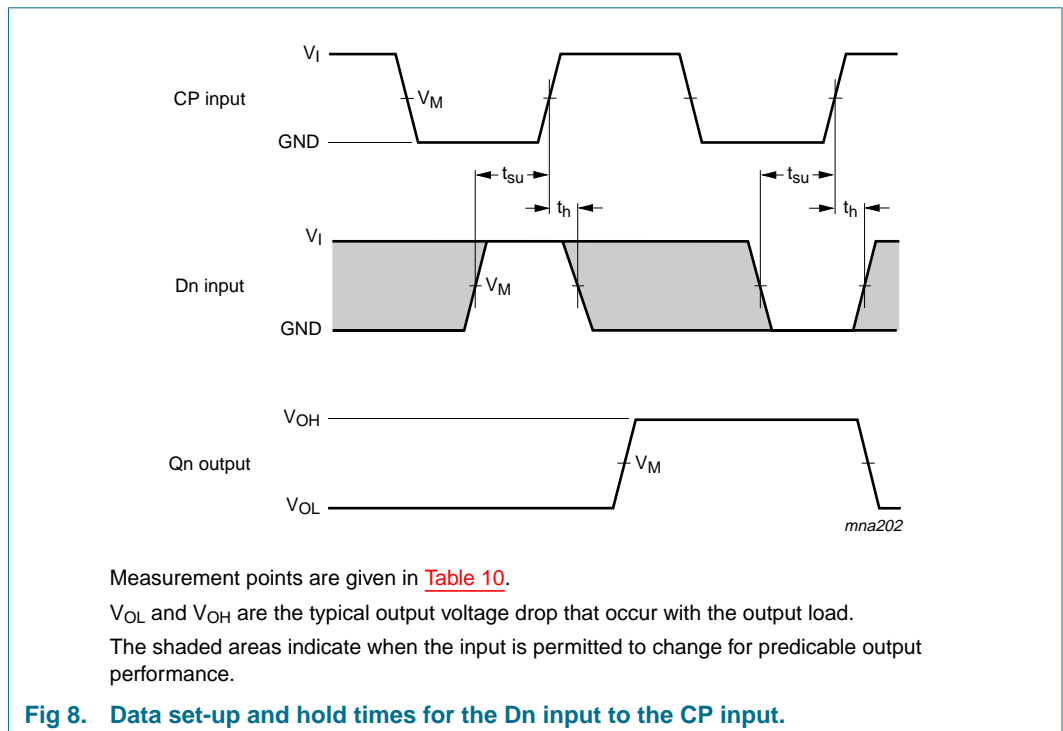 VI
CP input
VM
GND
tsu
tsu
th
th
VI
Dn input
VM
GND
VOH
Qn output
VM
VOL
mna202
Measurement points are given in Table 10.
VOL and VOH are the typical output voltage drop that occur with the output load.
The shaded areas indicate when the input is permitted to change for predicable output
performance.
Fig 8. Data set-up and hold times for the Dn input to the CP input.